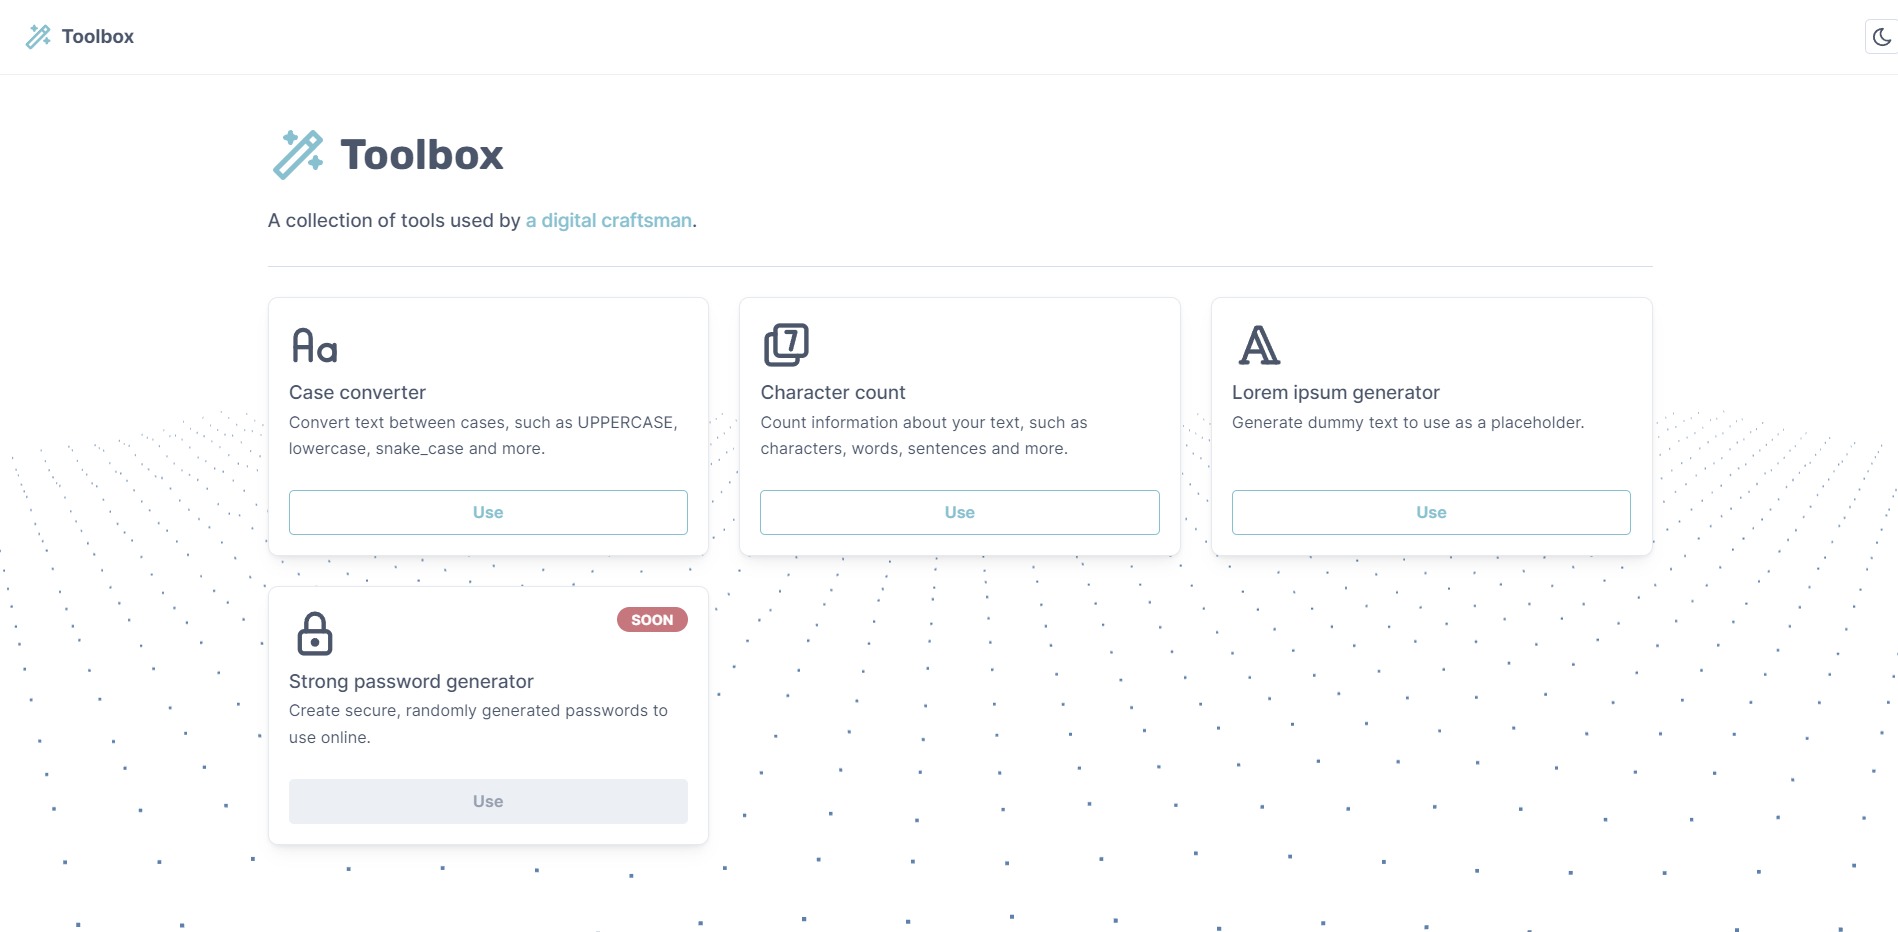 Toolbox
Toolbox
A collection of tools used by a digital craftsman.
Aa
Case converter
Convert text between cases, such as UPPERCASE,
lowercase, snake_case and more.
Use
7
Character count
Count information about your text, such as
characters, words, sentences and more.
Use
A
Lorem ipsum generator
Generate dummy text to use as a placeholder.
Use
SOON
Strong password generator
Create secure, randomly generated passwords to
use online.
Use